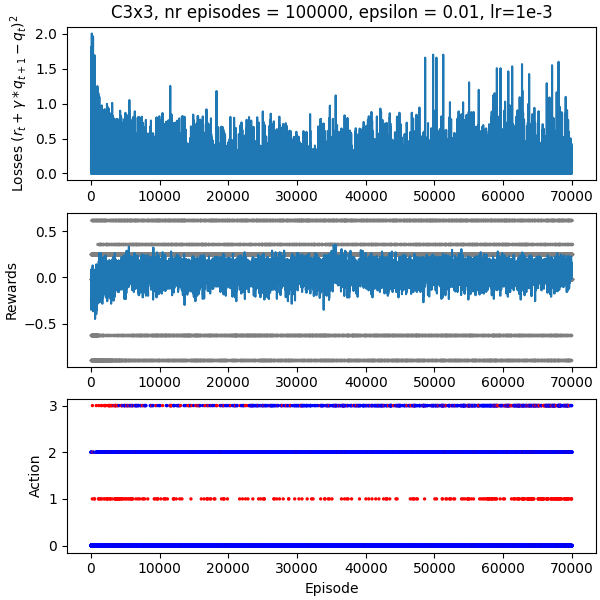 C3x3, nr episodes = 100000, epsilon = 0.01, lr=1e-3
Losses $(r_t + \gamma * q_{t+1} - q_t)^2$
2.0
1.5
1.0
0.5
0.0
0 10000 20000 30000 40000 50000 60000 70000
Rewards
0.5
0.0
−0.5
0 10000 20000 30000 40000 50000 60000 70000
Action
3
2
1
0
0 10000 20000 30000 40000 50000 60000 70000
Episode